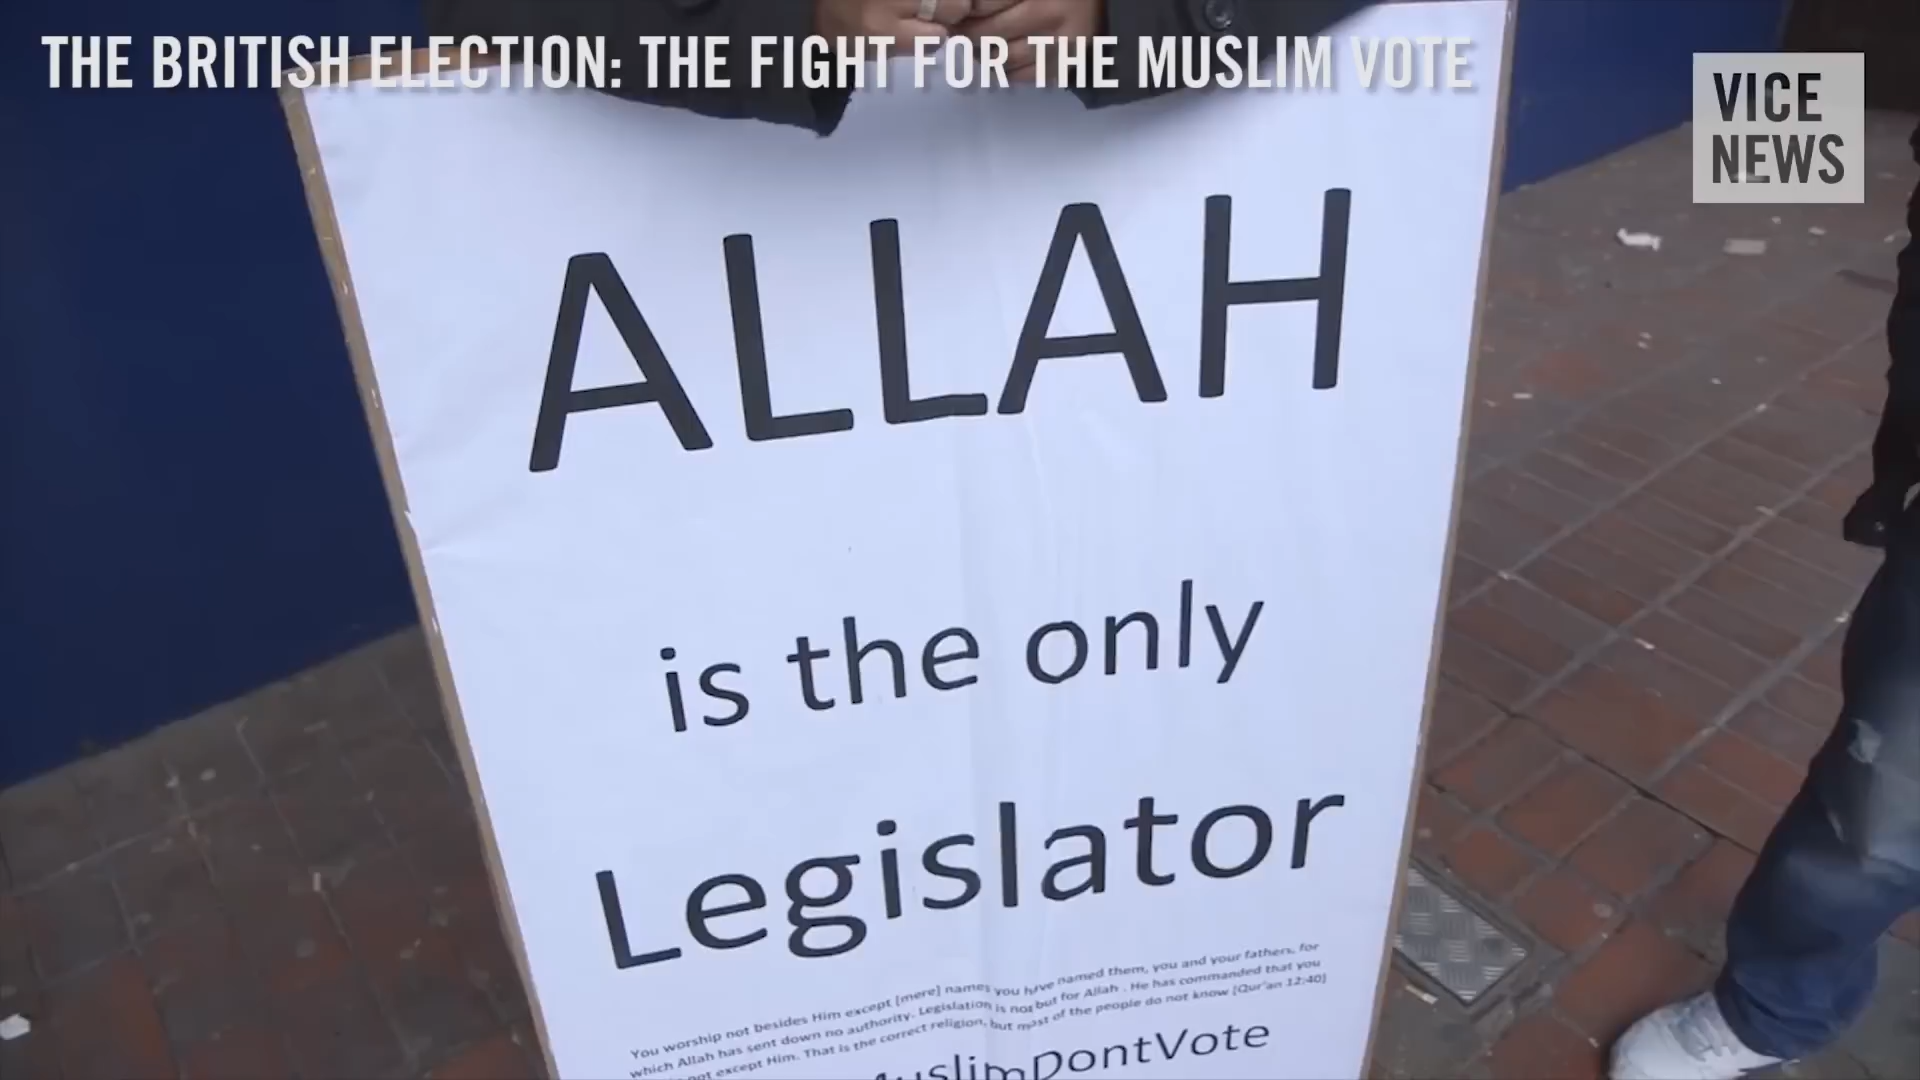 THE BRITISH ELECTION: THE FIGHT FOR THE MUSLIM VOTE
VICE
NEWS
ALLAH
is the only
Legislator
You worship not besides Him except [mere] names you have named them, you and your fathers, for
which Allah has sent down no authority. Legislation is not but for Allah . He has commanded that you
not except Him. That is the correct religion, but most of the people do not know [Qur'an 12:40]
uslimDontVote